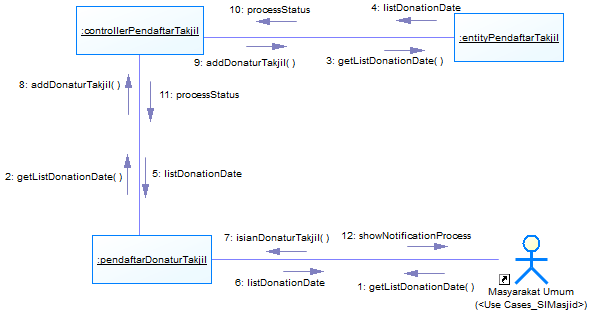 10: processStatus
4: listDonationDate
:controllerPendaftarTakjil
:entityPendaftarTakjil
9: addDonaturTakjil( )
3: getListDonationDate( )
8: addDonaturTakjil( )
11: processStatus
2: getListDonationDate( )
5: listDonationDate
7: isianDonaturTakjil( )
12: showNotificationProcess
:pendaftarDonaturTakjil
6: listDonationDate
1: getListDonationDate( )
Masyarakat Umum
(<Use Cases_SIMasjid>)